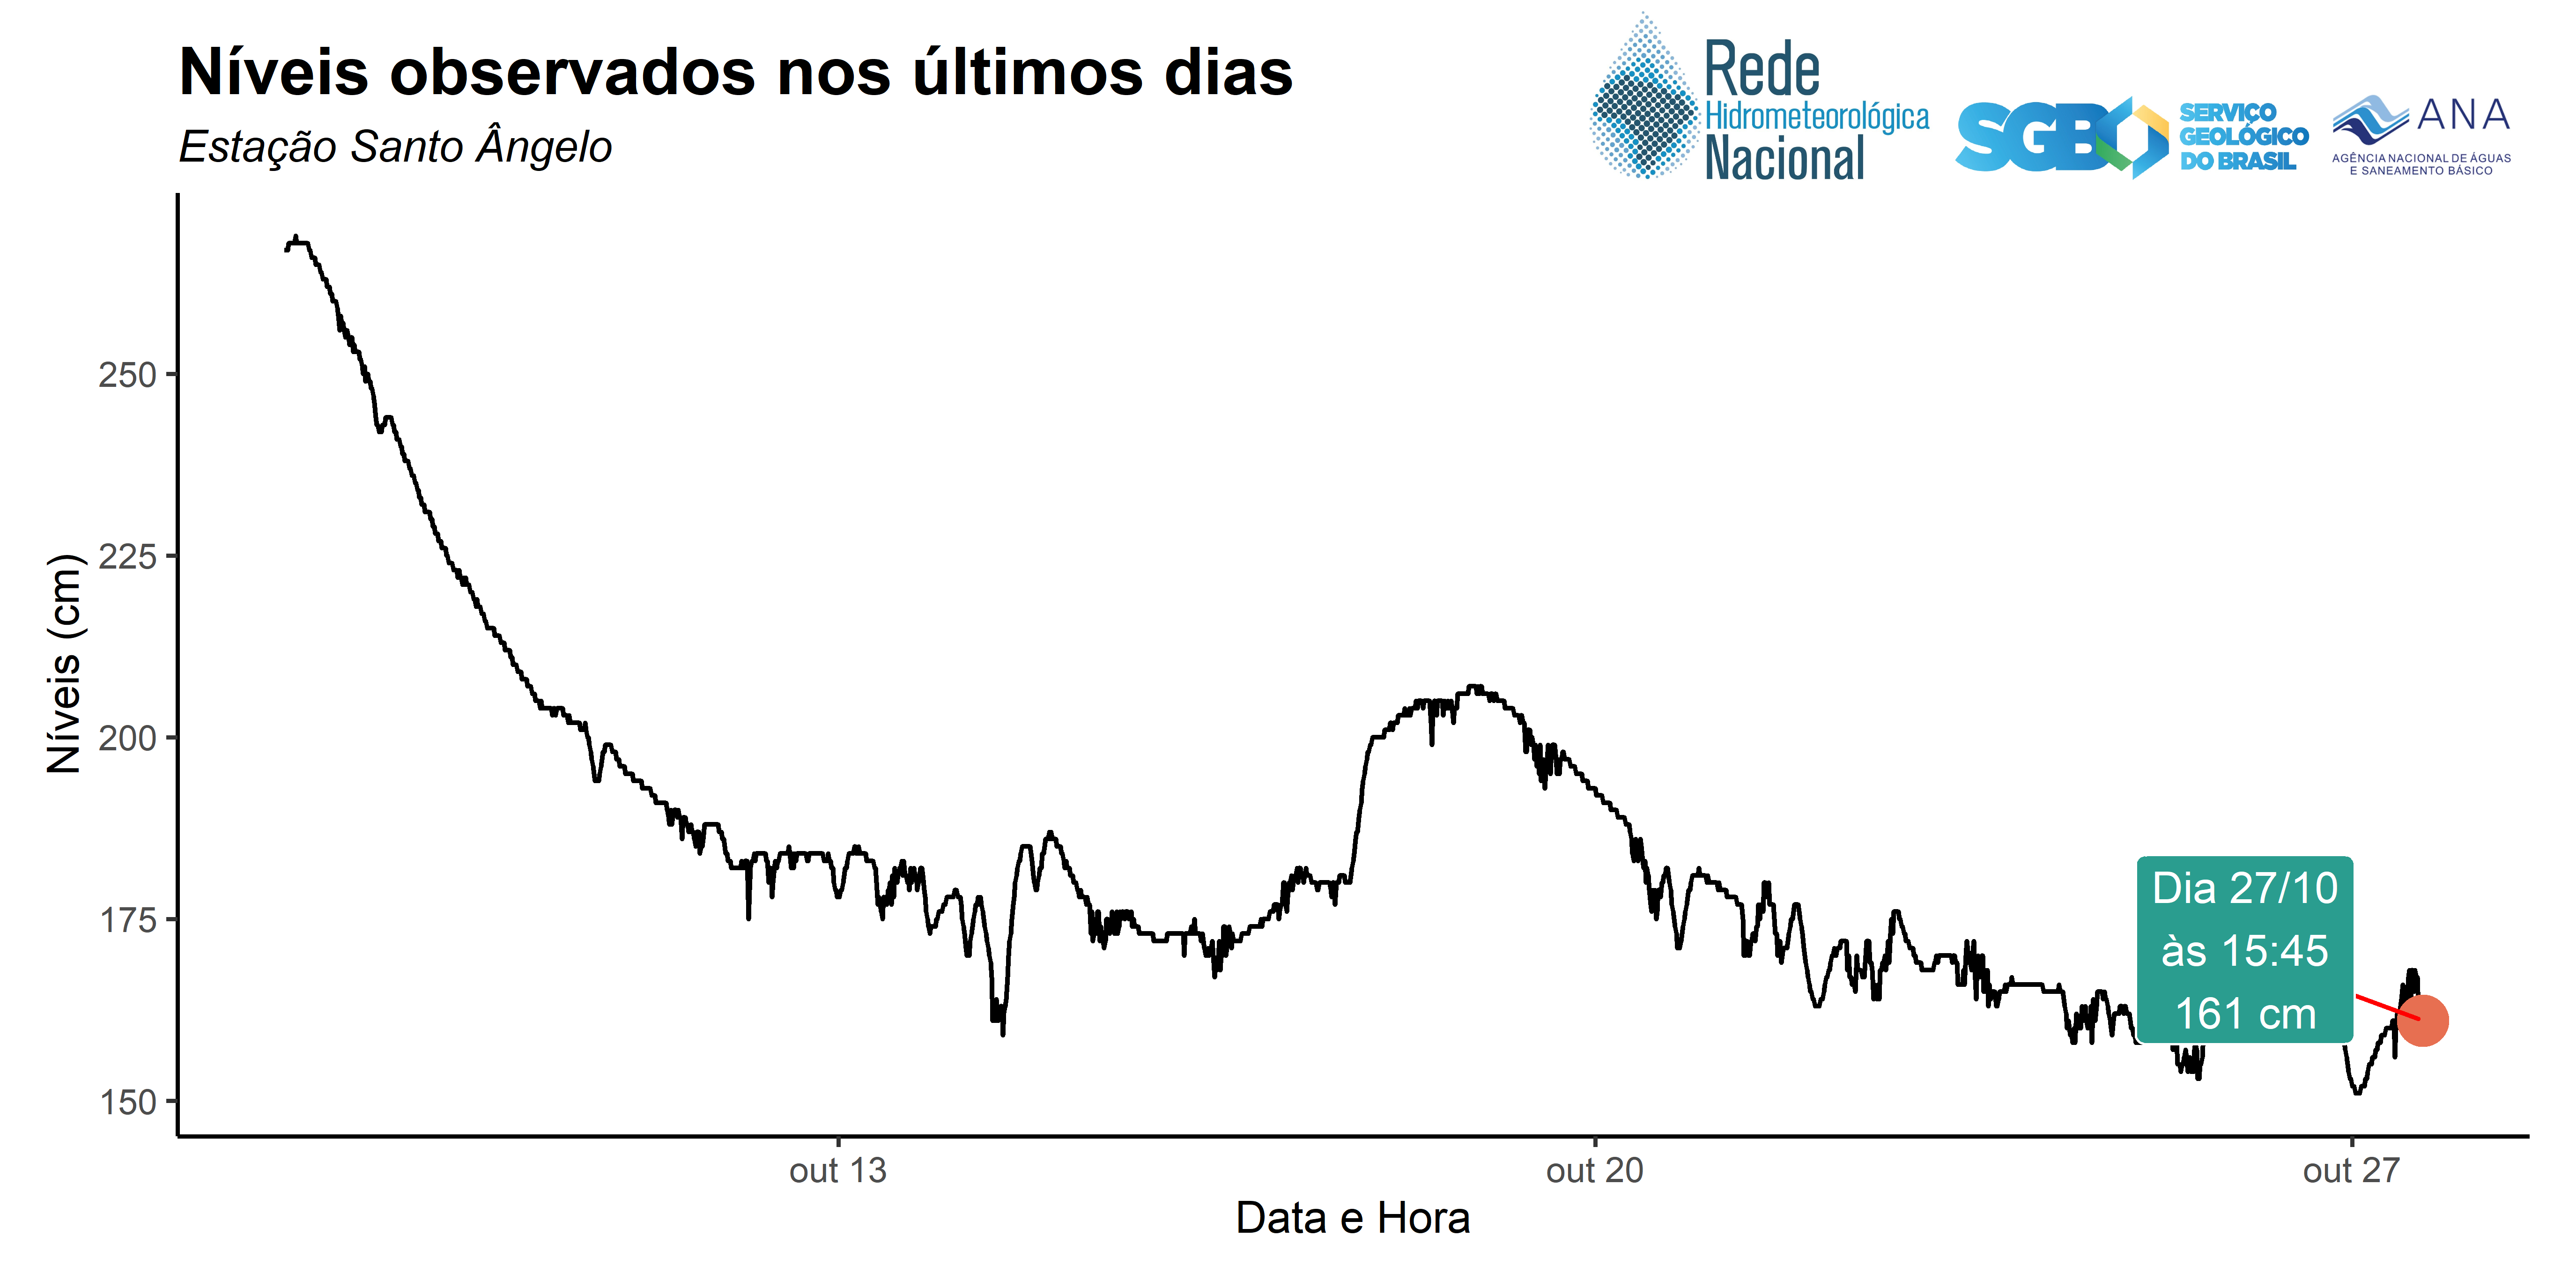 Níveis observados nos últimos dias
Estação Santo Ângelo
Rede
Hidrometeorológica
Nacional
SGB
SERVIÇO
GEOLÓGICO
DO BRASIL
ANA
AGÊNCIA NACIONAL DE ÁGUAS
E SANEAMENTO BÁSICO
Níveis (cm)
250
225
200
175
150
Dia 27/10
às 15:45
161 cm
out 13
out 20
out 27
Data e Hora